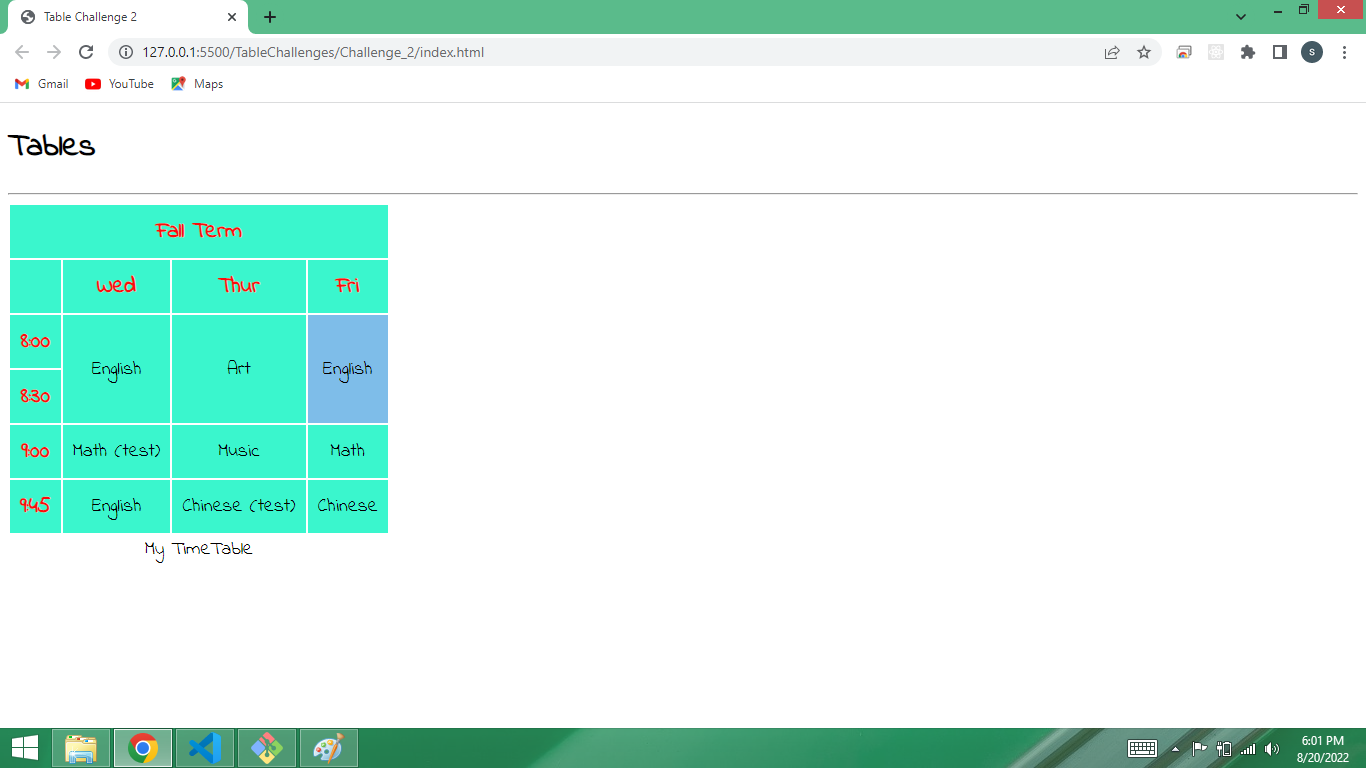 Table Challenge 2
127.0.0.1:5500/TableChallenges/Challenge_2/index.html
S
Gmail YouTube Maps
Tables
Fall Term
Wed Thur Fri
8:00
English Art English
8:30
9:00 Math (test) Music Math
9:45 English Chinese (test) Chinese
My TimeTable
6:01 PM
8/20/2022